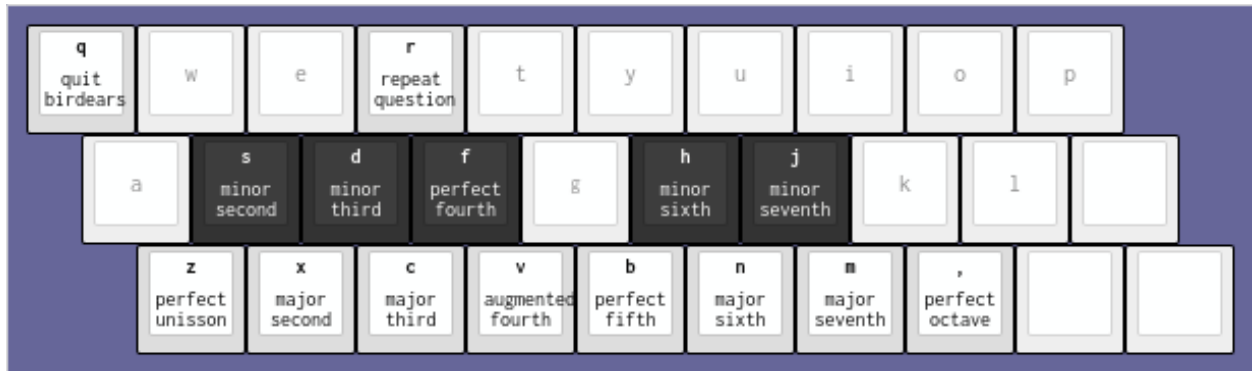 q w e r t y u i o p
quit birdears
repeat question
a s d f g h j k l
minor second
minor third
perfect fourth
minor sixth
minor seventh
z x c v b n m ,
perfect unisson
major second
major third
augmented fourth
perfect fifth
major sixth
major seventh
perfect octave